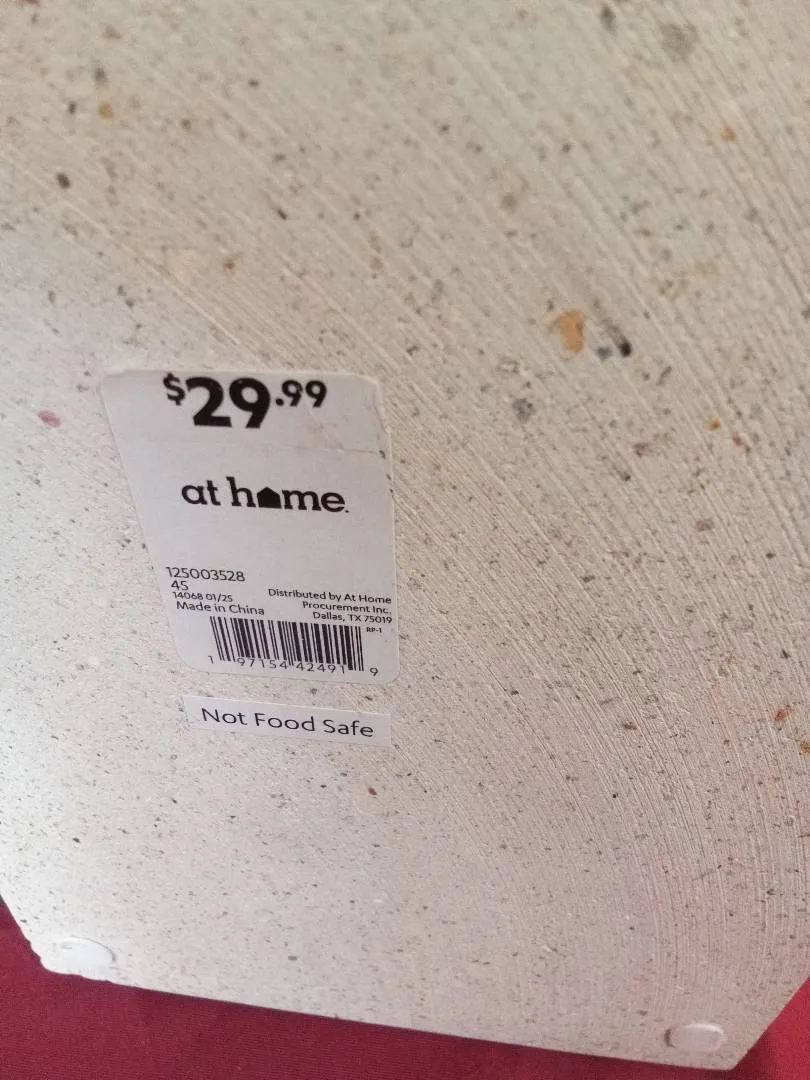 $29.99
at home.
125003528
45
14068 01/25
Made in China
Distributed by At Home
Procurement Inc.
Dallas, TX 75019
RP-1
1 97154 42491 9
Not Food Safe